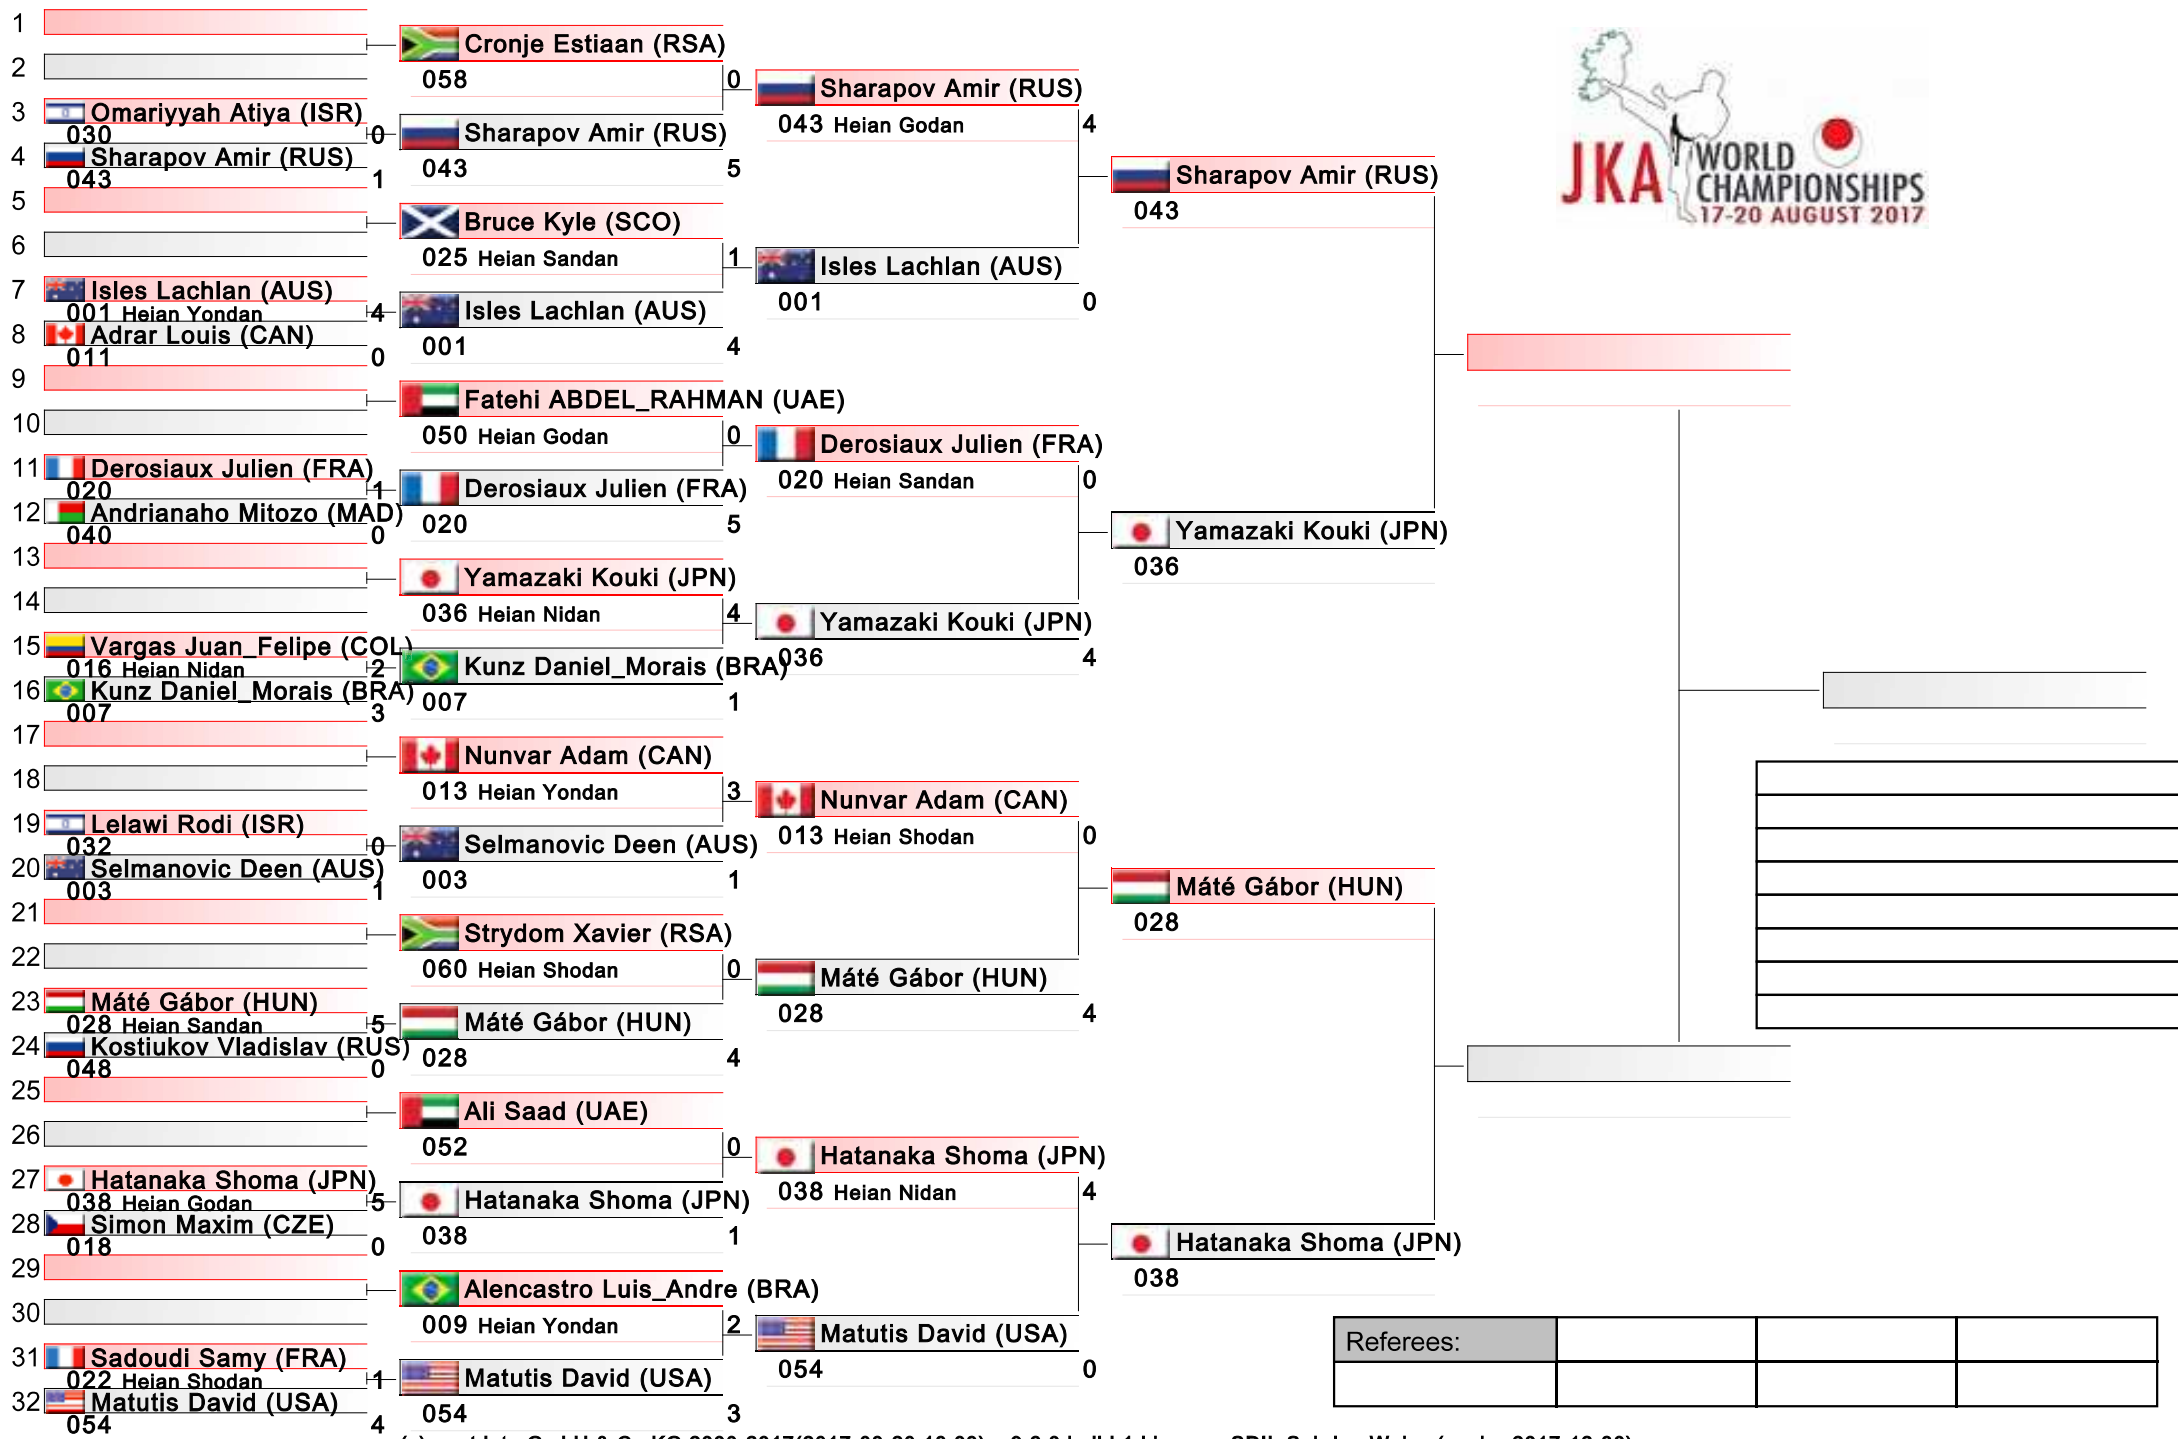 1
2
3 Omariyyah Atiya (ISR)
030 0
4 Sharapov Amir (RUS)
043 1
5
6
7 Isles Lachlan (AUS)
001 Heian Yondan 4
8 Adrar Louis (CAN)
011 0
9
10
11 Derosiaux Julien (FRA)
020 1
12 Andrianaho Mitozo (MAD)
040 0
13
14
15 Vargas Juan_Felipe (COL)
016 Heian Nidan 2
16 Kunz Daniel_Morais (BRA)
007 3
17
18
19 Lelawi Rodi (ISR)
032 0
20 Selmanovic Deen (AUS)
003 1
21
22
23 Máté Gábor (HUN)
028 Heian Sandan 5
24 Kostiukov Vladislav (RUS)
048 0
25
26
27 Hatanaka Shoma (JPN)
038 Heian Godan 5
28 Simon Maxim (CZE)
018 0
29
30
31 Sadoudi Samy (FRA)
022 Heian Shodan 1
32 Matutis David (USA)
054 4
Cronje Estiaan (RSA)
058 0
Sharapov Amir (RUS)
043 5
Bruce Kyle (SCO)
025 Heian Sandan 1
Isles Lachlan (AUS)
001 4
Fatehi ABDEL_RAHMAN (UAE)
050 Heian Godan 0
Derosiaux Julien (FRA)
020 5
Yamazaki Kouki (JPN)
036 Heian Nidan 4
Kunz Daniel_Morais (BRA)
007 1
Nunvar Adam (CAN)
013 Heian Yondan 3
Selmanovic Deen (AUS)
003 1
Strydom Xavier (RSA)
060 Heian Shodan 0
Máté Gábor (HUN)
028 4
Ali Saad (UAE)
052 0
Hatanaka Shoma (JPN)
038 1
Alencastro Luis_Andre (BRA)
009 Heian Yondan 2
Matutis David (USA)
054 3
Sharapov Amir (RUS)
043 Heian Godan 4
Isles Lachlan (AUS)
001 0
Derosiaux Julien (FRA)
020 Heian Sandan 0
Yamazaki Kouki (JPN)
036 4
Nunvar Adam (CAN)
013 Heian Shodan 0
Máté Gábor (HUN)
028 4
Hatanaka Shoma (JPN)
038 Heian Nidan 4
Matutis David (USA)
054 0
Sharapov Amir (RUS)
043
Yamazaki Kouki (JPN)
036
Máté Gábor (HUN)
028
Hatanaka Shoma (JPN)
038
JKA WORLD
CHAMPIONSHIPS
17-20 AUGUST 2017
Referees: